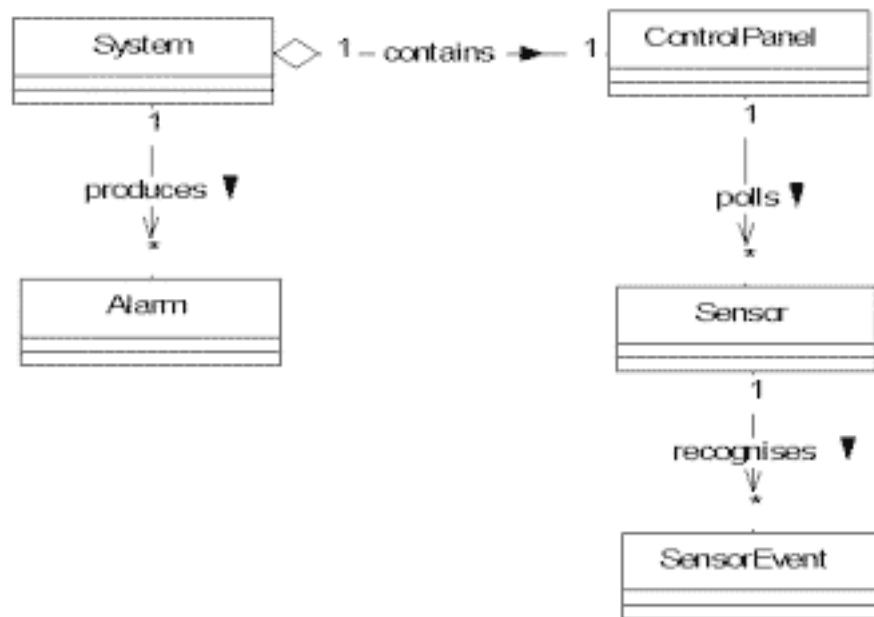 System
1 contains 1
ControlPanel
1
produces
*
Alarm
1
polls
*
Sensor
1
recognises
*
SensorEvent